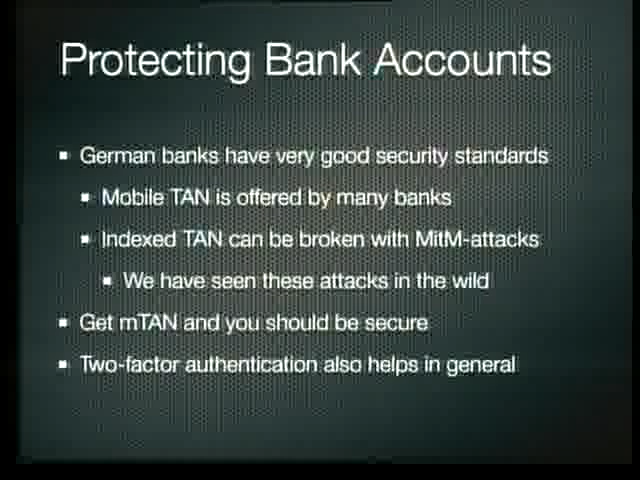 Protecting Bank Accounts
German banks have very good security standards
Mobile TAN is offered by many banks
Indexed TAN can be broken with MitM-attacks
We have seen these attacks in the wild
Get mTAN and you should be secure
Two-factor authentication also helps in general